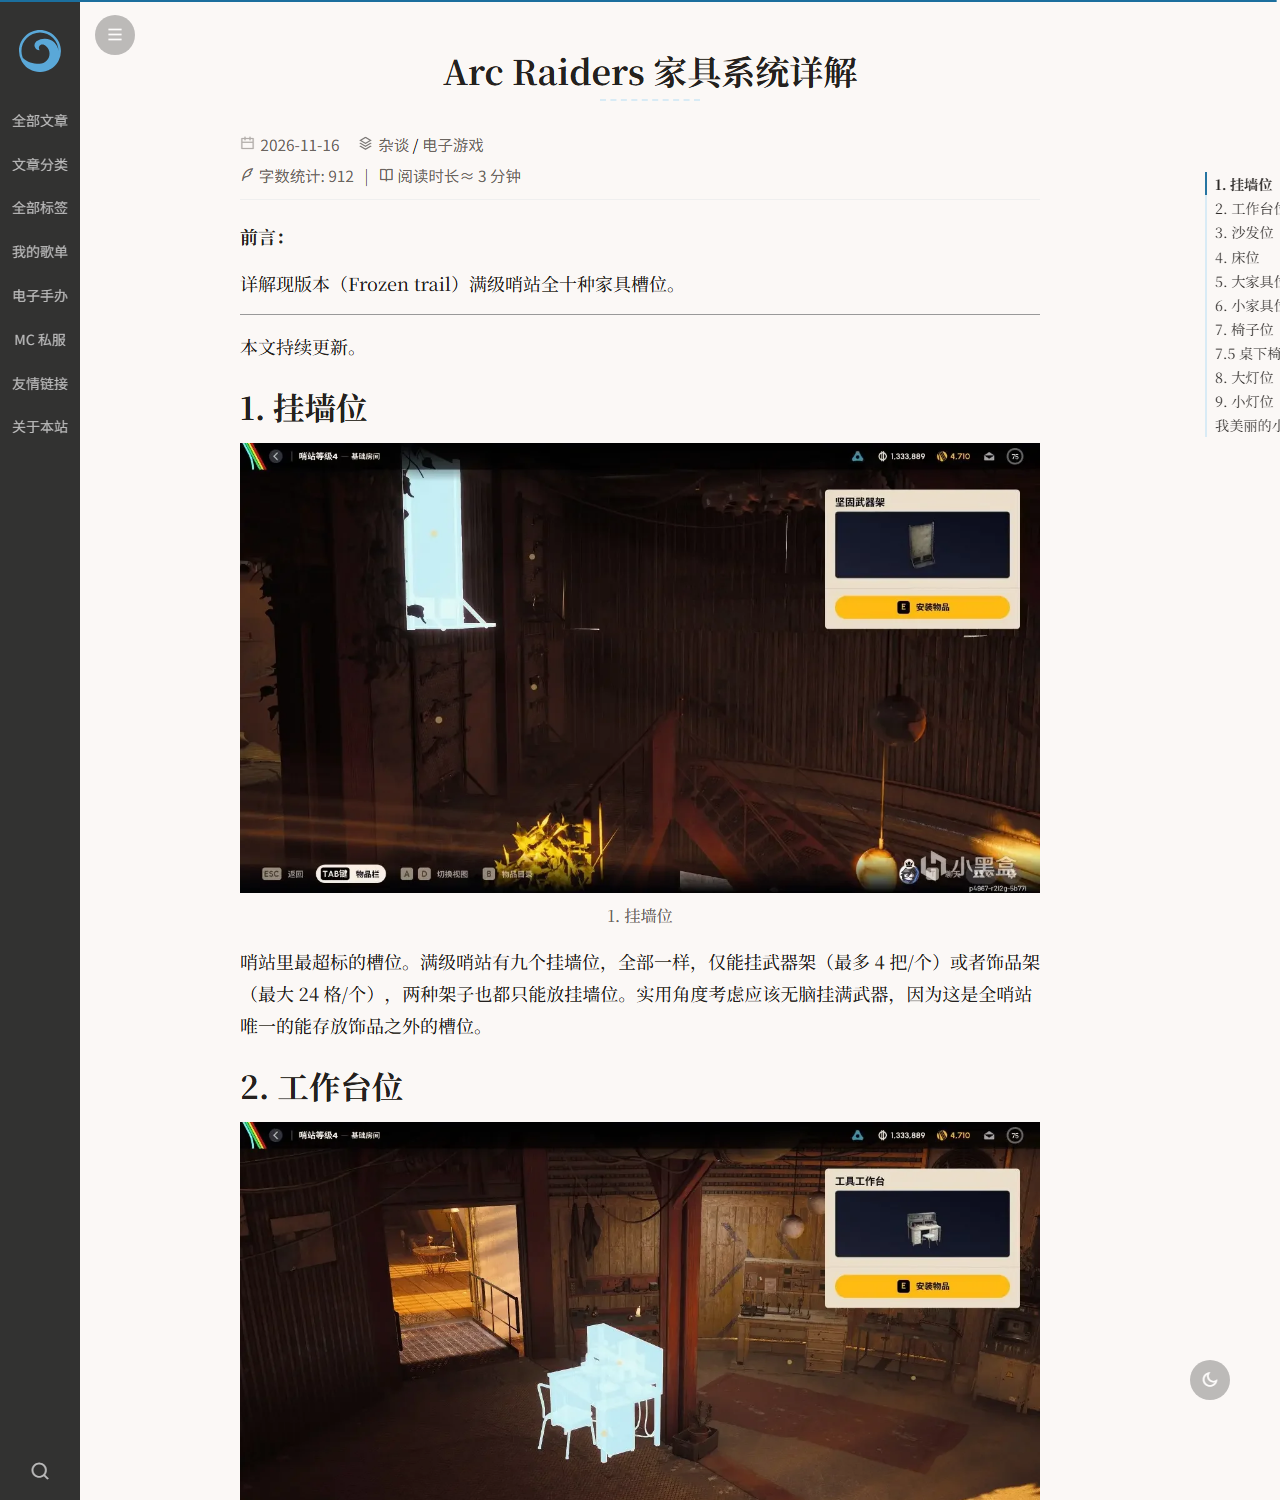 全部文章
文章分类
全部标签
我的歌单
电子手办
MC 私服
友情链接
关于本站
Arc Raiders 家具系统详解
2026-11-16 杂谈 / 电子游戏
字数统计: 912 | 阅读时长≈ 3 分钟
前言：
详解现版本（Frozen trail）满级哨站全十种家具槽位。
本文持续更新。
1. 挂墙位
哨站等级4 — 基础房间
1,333,889 4,710 75
坚固武器架
E 安装物品
ESC 返回 TAB键 物品栏 A D 切换视图 B 物品目录
小黑盒
1. 挂墙位
哨站里最超标的槽位。满级哨站有九个挂墙位，全部一样，仅能挂武器架（最多 4 把/个）或者饰品架
（最大 24 格/个），两种架子也都只能放挂墙位。实用角度考虑应该无脑挂满武器，因为这是全哨站
唯一的能存放饰品之外的槽位。
2. 工作台位
哨站等级4 — 基础房间
1,333,889 4,710 75
工具工作台
E 安装物品
1. 挂墙位
2. 工作台
3. 沙发位
4. 床位
5. 大家具
6. 小家具
7. 椅子位
7.5 桌下椅
8. 大灯位
9. 小灯位
我美丽的小